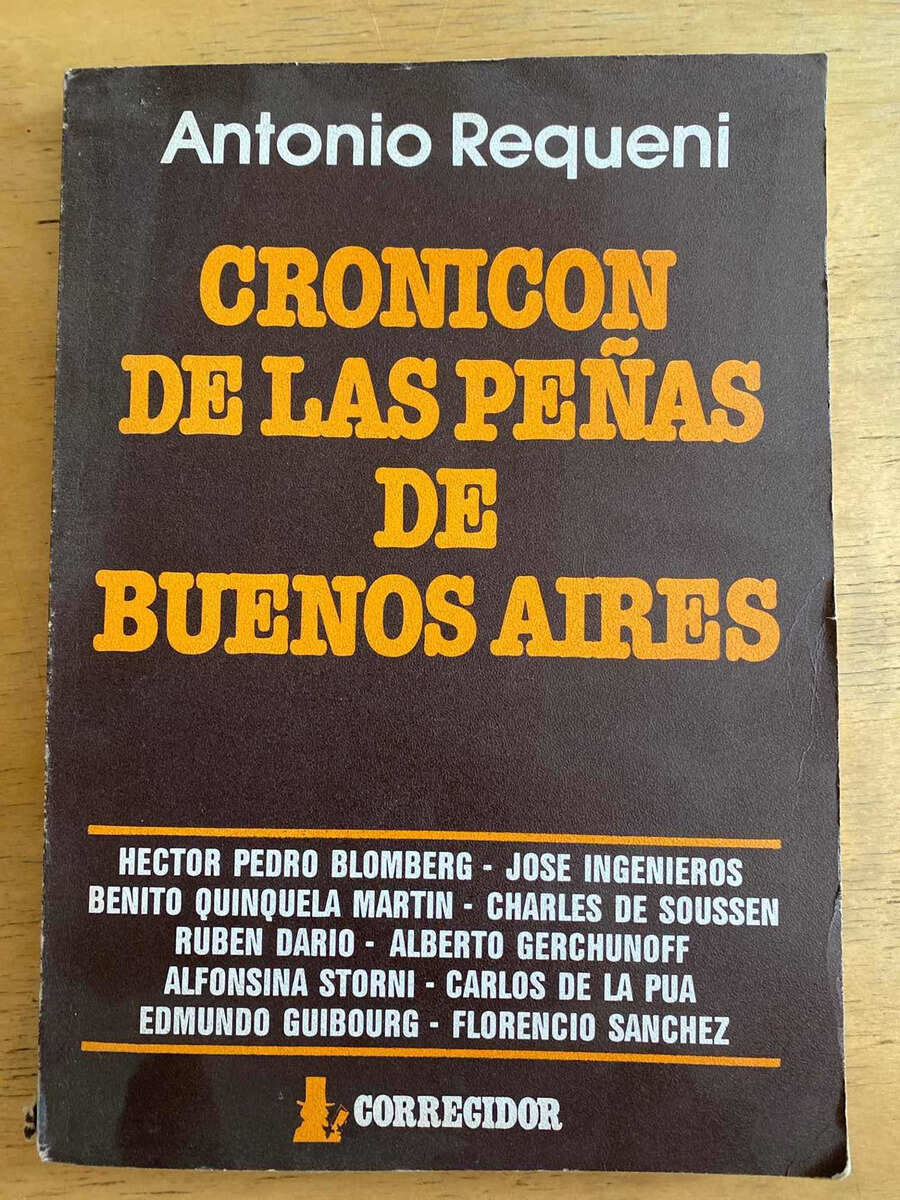 Antonio Requeni
CRONICON
DE LAS PEÑAS
DE
BUENOS AIRES
HECTOR PEDRO BLOMBERG - JOSE INGENIEROS
BENITO QUINQUELA MARTIN - CHARLES DE SOUSSEN
RUBEN DARIO - ALBERTO GERCHUNOFF
ALFONSINA STORNI - CARLOS DE LA PUA
EDMUNDO GUIBOURG - FLORENCIO SANCHEZ
CORREGIDOR